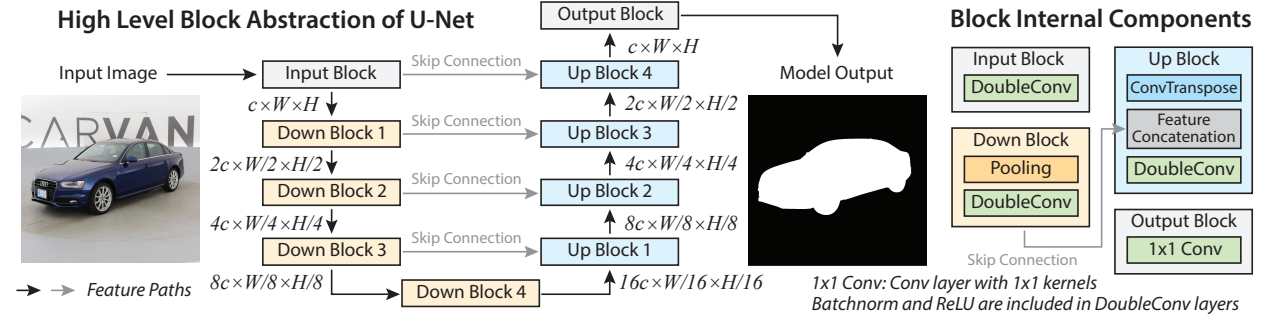 High Level Block Abstraction of U-Net
Input Image
Input Block
Skip Connection
Output Block
c×W×H
Up Block 4
Model Output
c×W×H
2c×W/2×H/2
Down Block 1
Skip Connection
Up Block 3
2c×W/2×H/2
4c×W/4×H/4
Down Block 2
Skip Connection
Up Block 2
4c×W/4×H/4
8c×W/8×H/8
Down Block 3
Skip Connection
Up Block 1
8c×W/8×H/8
Down Block 4
16c×W/16×H/16
CARVAN
Feature Paths
Block Internal Components
Input Block
DoubleConv
Down Block
Pooling
DoubleConv
Skip Connection
Up Block
ConvTranspose
Feature
Concatenation
DoubleConv
Output Block
1x1 Conv
1x1 Conv: Conv layer with 1x1 kernels
Batchnorm and ReLU are included in DoubleConv layers